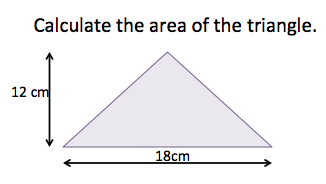 Calculate the area of the triangle.
12 cm
18cm